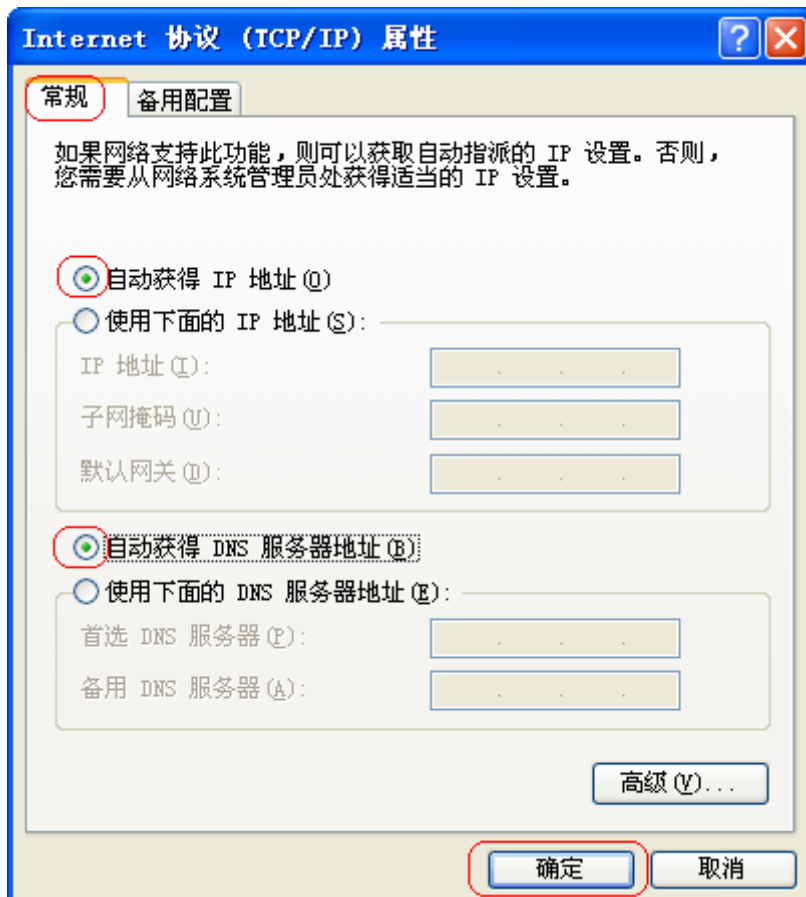 Internet 协议 (TCP/IP) 属性
常规 备用配置
如果网络支持此功能，则可以获取自动指派的 IP 设置。否则，
您需要从网络系统管理员处获得适当的 IP 设置。
自动获得 IP 地址(O)
使用下面的 IP 地址(S):
IP 地址(I):
子网掩码(U):
默认网关(D):
自动获得 DNS 服务器地址(B)
使用下面的 DNS 服务器地址(E):
首选 DNS 服务器(P):
备用 DNS 服务器(A):
高级(V)...
确定 取消